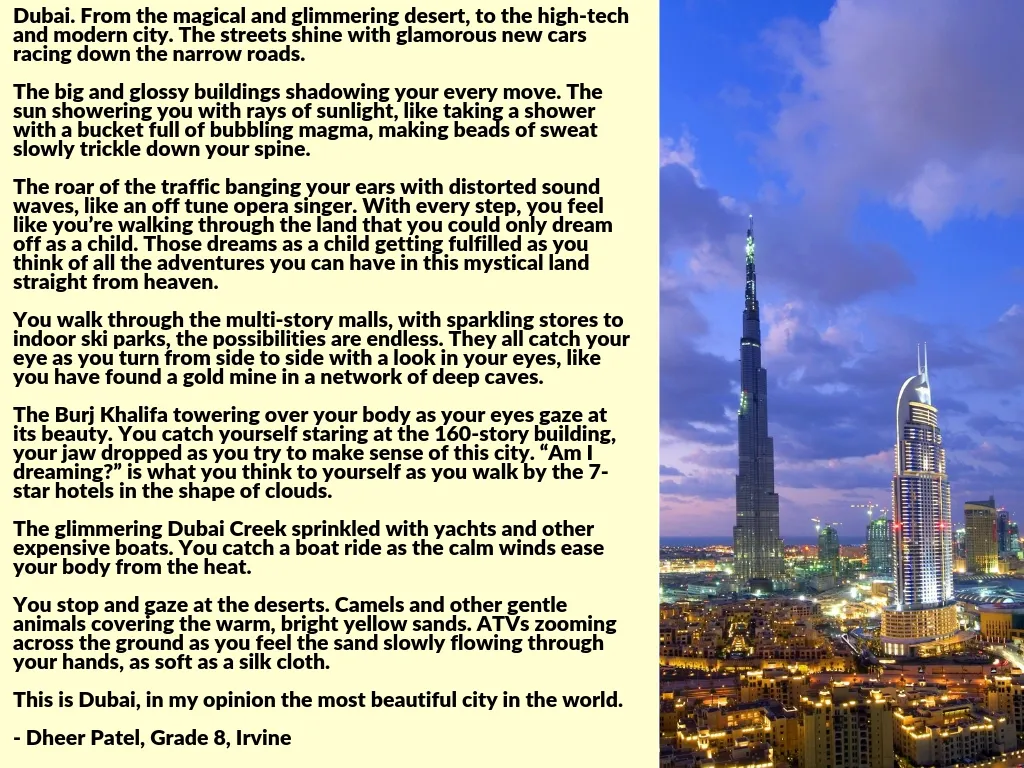 Dubai. From the magical and glimmering desert, to the high-tech
and modern city. The streets shine with glamorous new cars
racing down the narrow roads.
The big and glossy buildings shadowing your every move. The
sun showering you with rays of sunlight, like taking a shower
with a bucket full of bubbling magma, making beads of sweat
slowly trickle down your spine.
The roar of the traffic banging your ears with distorted sound
waves, like an off tune opera singer. With every step, you feel
like you’re walking through the land that you could only dream
off as a child. Those dreams as a child getting fulfilled as you
think of all the adventures you can have in this mystical land
straight from heaven.
You walk through the multi-story malls, with sparkling stores to
indoor ski parks, the possibilities are endless. They all catch your
eye as you turn from side to side with a look in your eyes, like
you have found a gold mine in a network of deep caves.
The Burj Khalifa towering over your body as your eyes gaze at
its beauty. You catch yourself staring at the 160-story building,
your jaw dropped as you try to make sense of this city. “Am I
dreaming?” is what you think to yourself as you walk by the 7-
star hotels in the shape of clouds.
The glimmering Dubai Creek sprinkled with yachts and other
expensive boats. You catch a boat ride as the calm winds ease
your body from the heat.
You stop and gaze at the deserts. Camels and other gentle
animals covering the warm, bright yellow sands. ATVs zooming
across the ground as you feel the sand slowly flowing through
your hands, as soft as a silk cloth.
This is Dubai, in my opinion the most beautiful city in the world.
- Dheer Patel, Grade 8, Irvine